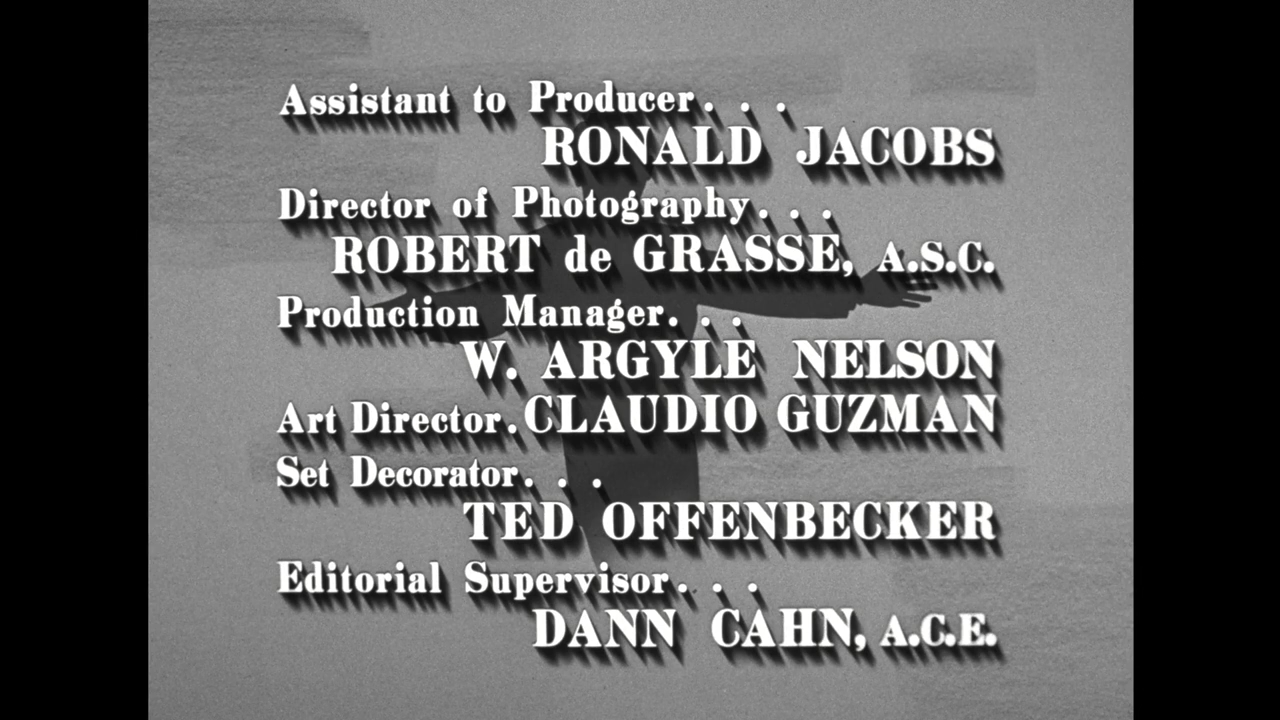 Assistant to Producer. . .
RONALD JACOBS
Director of Photography. . .
ROBERT de GRASSE, A.S.C.
Production Manager. . .
W. ARGYLE NELSON
Art Director. CLAUDIO GUZMAN
Set Decorator. . .
TED OFFENBECKER
Editorial Supervisor. . .
DANN CAHN, A.C.E.